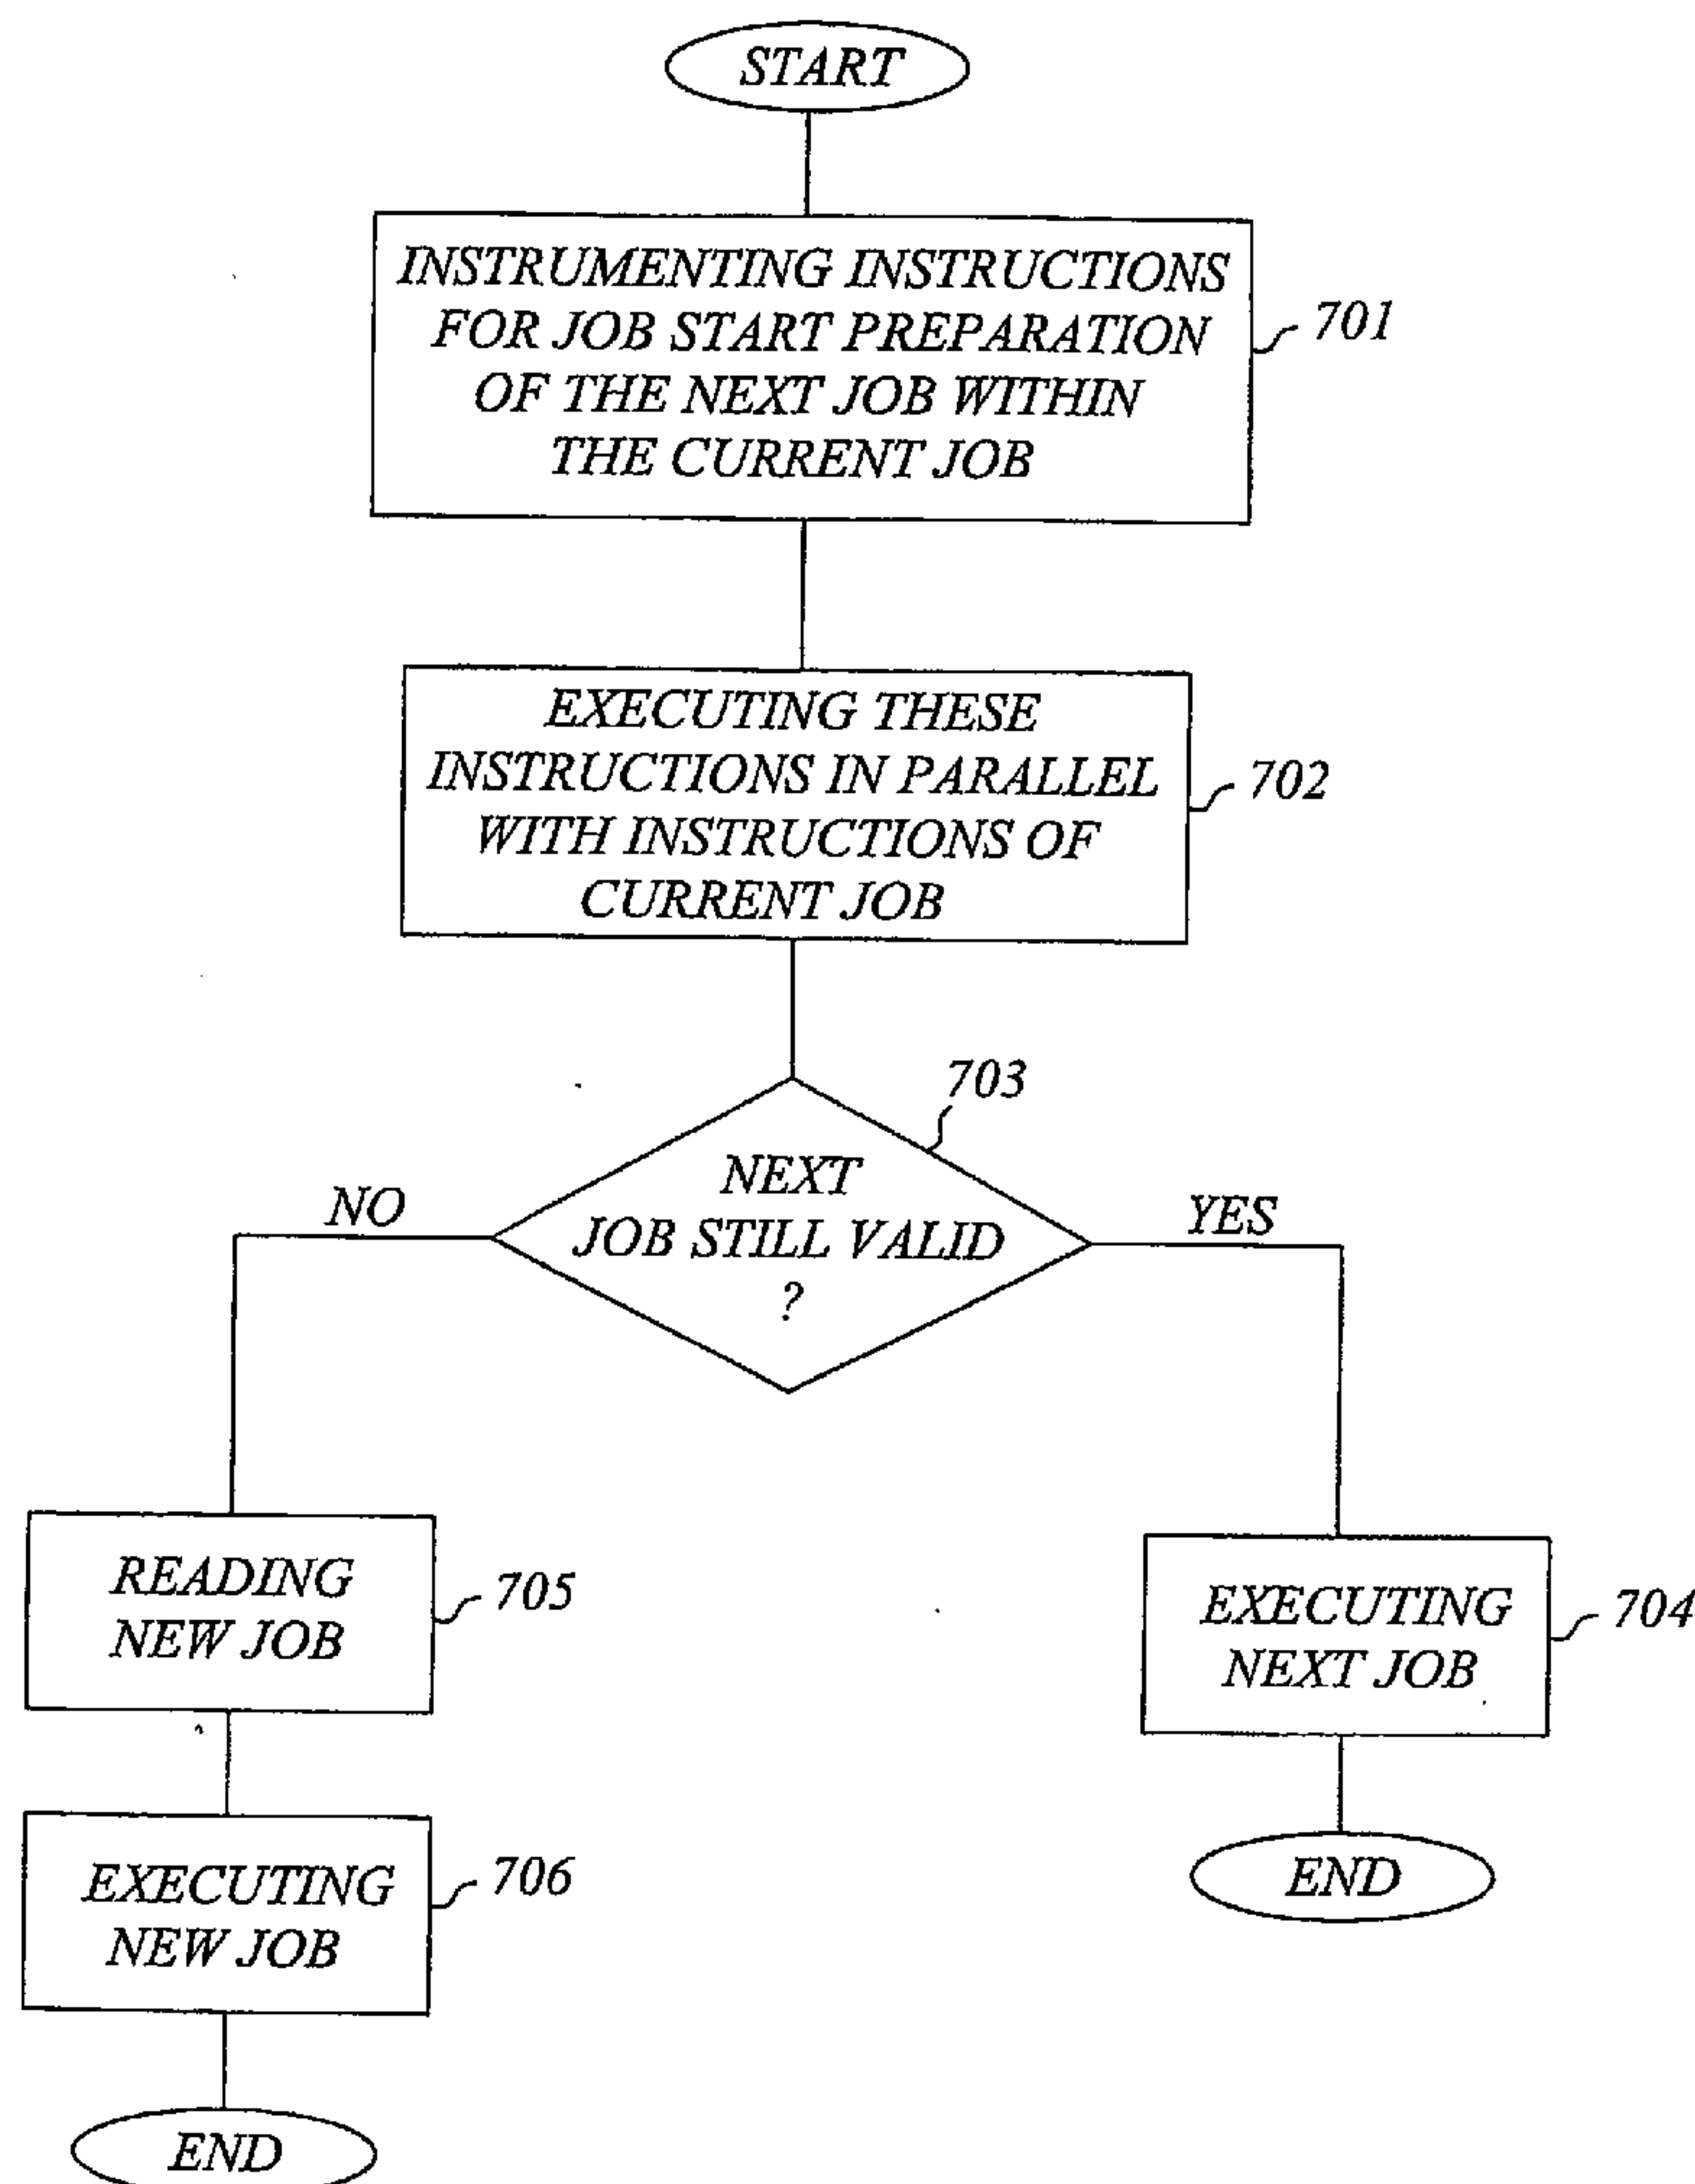 START
INSTRUMENTING INSTRUCTIONS
FOR JOB START PREPARATION
OF THE NEXT JOB WITHIN
THE CURRENT JOB
701
EXECUTING THESE
INSTRUCTIONS IN PARALLEL
WITH INSTRUCTIONS OF
CURRENT JOB
702
703
NEXT
JOB STILL VALID
?
NO
YES
READING
NEW JOB
705
EXECUTING
NEXT JOB
704
EXECUTING
NEW JOB
706
END
END